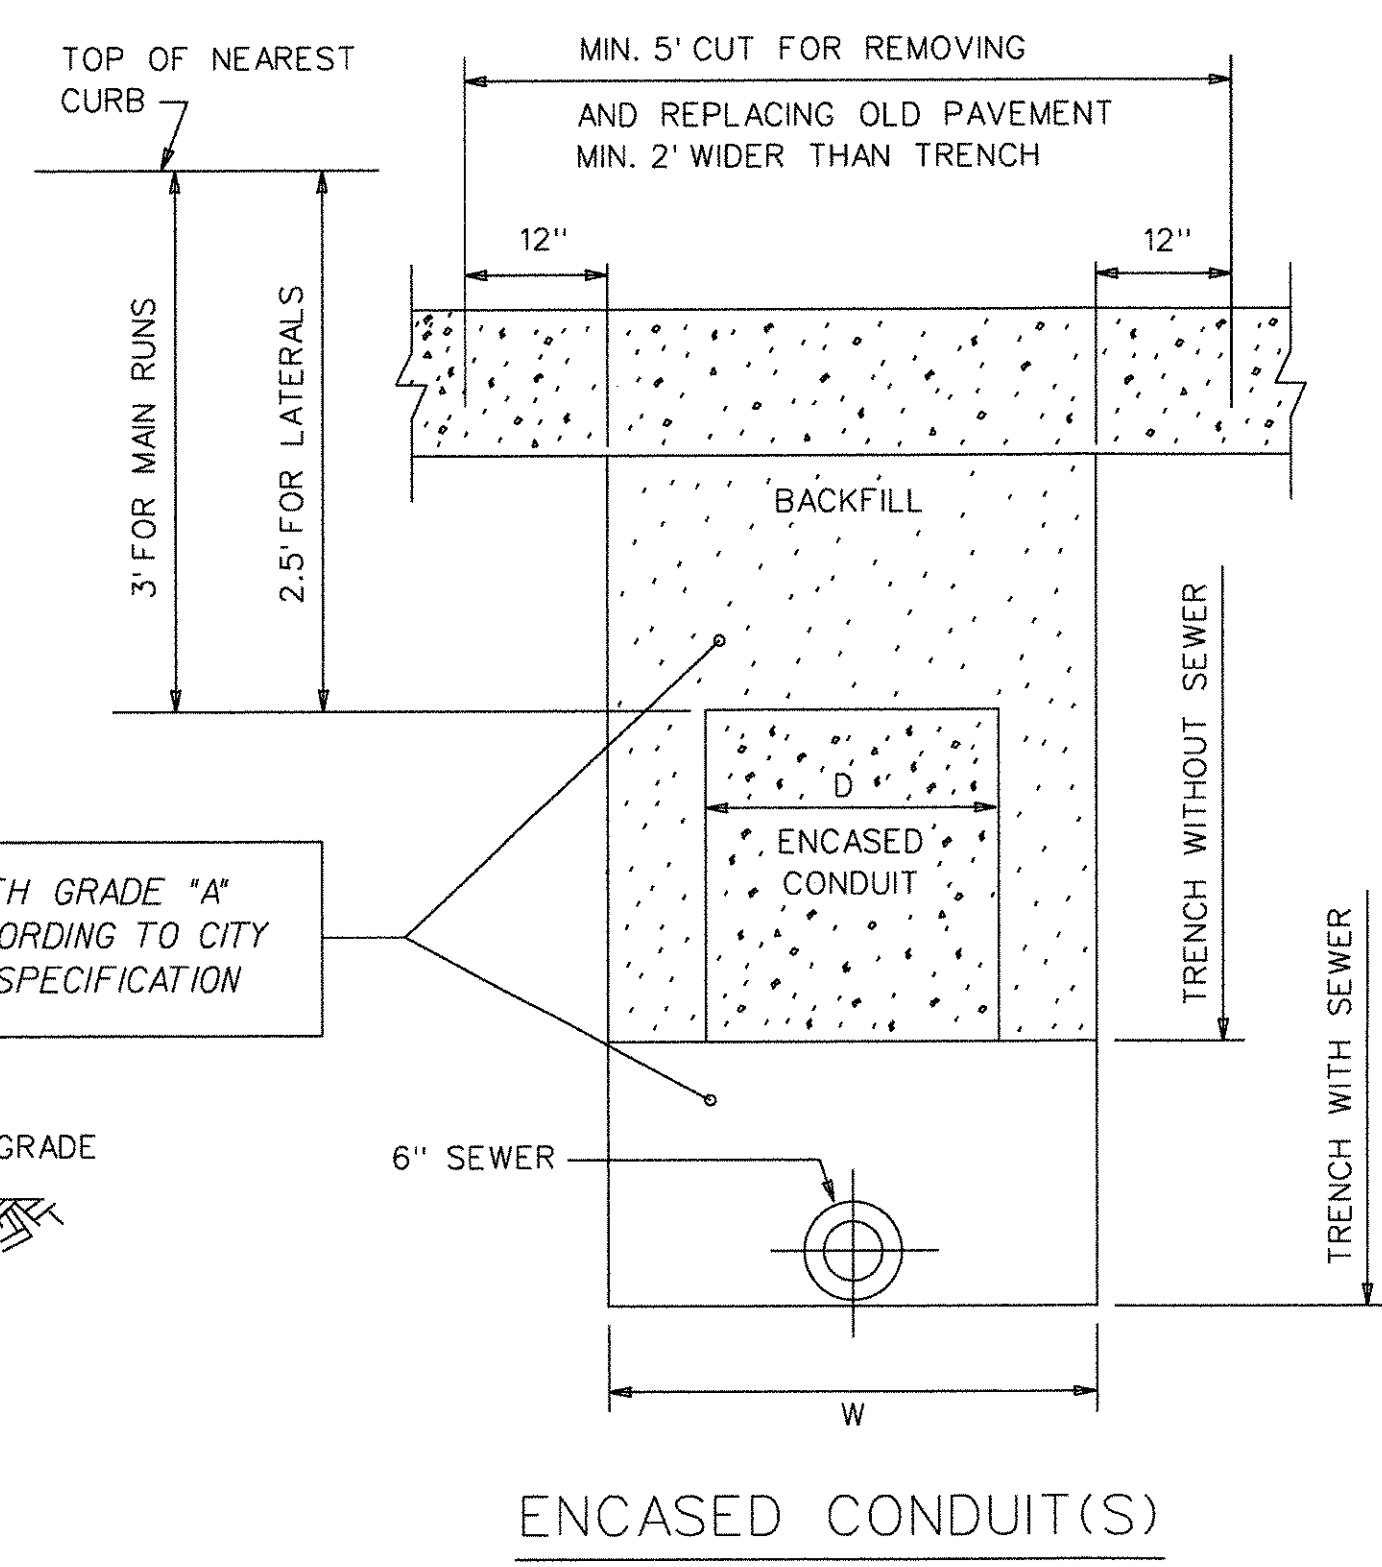 TOP OF NEAREST
CURB
MIN. 5' CUT FOR REMOVING
AND REPLACING OLD PAVEMENT
MIN. 2' WIDER THAN TRENCH
12"
12"
3' FOR MAIN RUNS
2.5' FOR LATERALS
BACKFILL
TRENCH WITHOUT SEWER
D
ENCASED
CONDUIT
GRADE "A"
TO CITY
SPECIFICATION
TRENCH WITH SEWER
GRADE
6" SEWER
W
ENCASED CONDUIT(S)